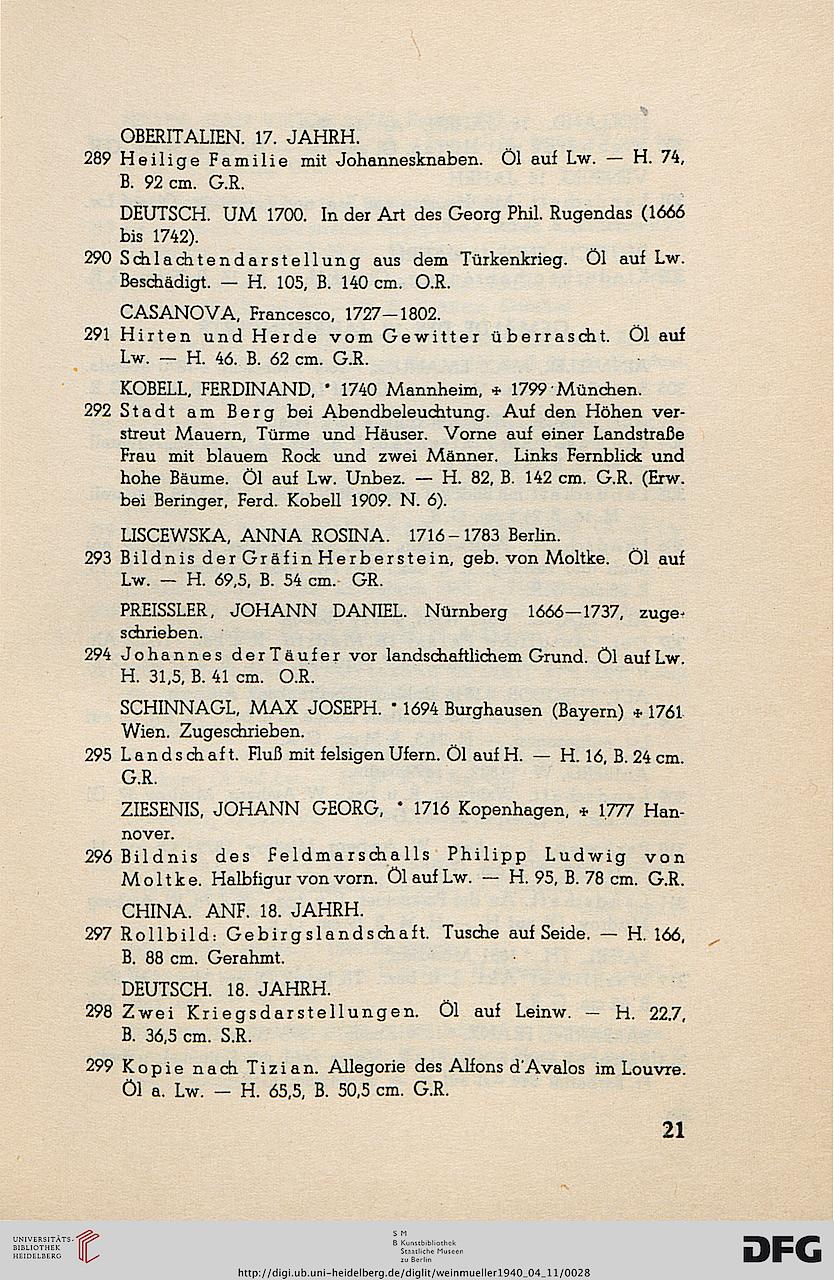 OBERITALIEN. 17. JAHRH.
289 Heilige Familie mit Johannesknaben. Öl auf Lw. — H. 74,
B. 92 cm. G.R.
DEUTSCH. UM 1700. In der Art des Georg Phil. Rugendas (1666
bis 1742).
290 Schlachtendarstellung aus dem Türkenkrieg. Öl auf Lw.
Beschädigt. — H. 105, B. 140 cm. O.R.
CASANOVA, Francesco, 1727—1802.
291 Hirten und Herde vom Gewitter überrascht. Öl auf
Lw. — H. 46. B. 62 cm. G.R.
KOBELL, FERDINAND, * 1740 Mannheim, + 1799 München.
292 Stadt am Berg bei Abendbeleuchtung. Auf den Höhen ver-
streut Mauern, Türme und Häuser. Vorne auf einer Landstraße
Frau mit blauem Rock und zwei Männer. Links Fernblick und
hohe Bäume. Öl auf Lw. Unbez. — H. 82, B. 142 cm. G.R. (Erw.
bei Beringer, Ferd. Kobell 1909. N. 6).
LISCEWSKA, ANNA ROSINA. 1716–1783 Berlin.
293 Bildnis der Gräfin Herberstein, geb. von Moltke. Öl auf
Lw. — H. 69,5, B. 54 cm. GR.
PREISSLER, JOHANN DANIEL. Nürnberg 1666—1737, zuge-
schrieben.
294 Johannes der Täufer vor landschaftlichem Grund. Öl auf Lw.
H. 31,5, B. 41 cm. O.R.
SCHINNAGL, MAX JOSEPH. * 1694 Burghausen (Bayern) + 1761
Wien. Zugeschrieben.
295 Landschaft. Fluß mit felsigen Ufern. Öl auf H. — H. 16, B. 24 cm.
G.R.
ZIESENIS, JOHANN GEORG, * 1716 Kopenhagen, + 1777 Han-
nover.
296 Bildnis des Feldmarschalls Philipp Ludwig von
Moltke. Halbfigur von vorn. Öl auf Lw. — H. 95, B. 78 cm. G.R.
CHINA. ANF. 18. JAHRH.
297 Rollbild: Gebirgslandschaft. Tusche auf Seide. — H. 166,
B. 88 cm. Gerahmt.
DEUTSCH. 18. JAHRH.
298 Zwei Kriegsdarstellungen. Öl auf Leinw. — H. 22.7,
B. 36,5 cm. S.R.
299 Kopie nach Tizian. Allegorie des Alfons d'Avalos im Louvre.
Öl a. Lw. — H. 65,5, B. 50,5 cm. G.R.
21
UNIVERSITÄTS-
BIBLIOTHEK
HEIDELBERG
S M
B Kunstbibliothek
Staatliche Museen
zu Berlin
DFG
http://digi.ub.uni-heidelberg.de/diglit/weinmueller1940_04_11/0028